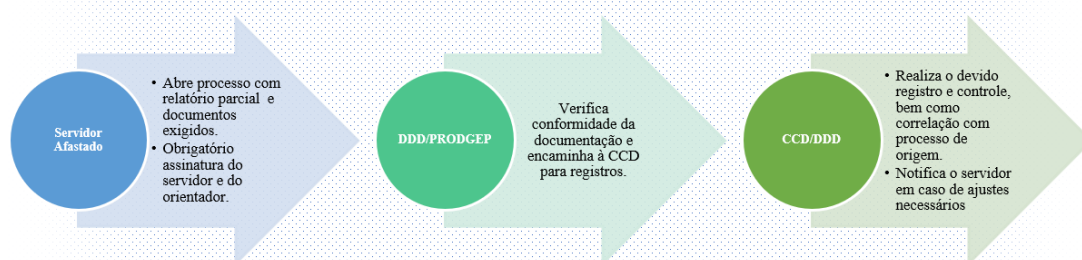 Servidor
Afastado
• Abre processo com
relatório parcial e
documentos
exigidos.
• Obrigatório
assinatura do
servidor e do
orientador.
DDD/PRODGEP
Verifica
conformidade da
documentação e
encaminha à CCD
para registros.
CCD/DDD
• Realiza o devido
registro e controle,
bem como
correlação com
processo de
origem.
• Notifica o servidor
em caso de ajustes
necessários